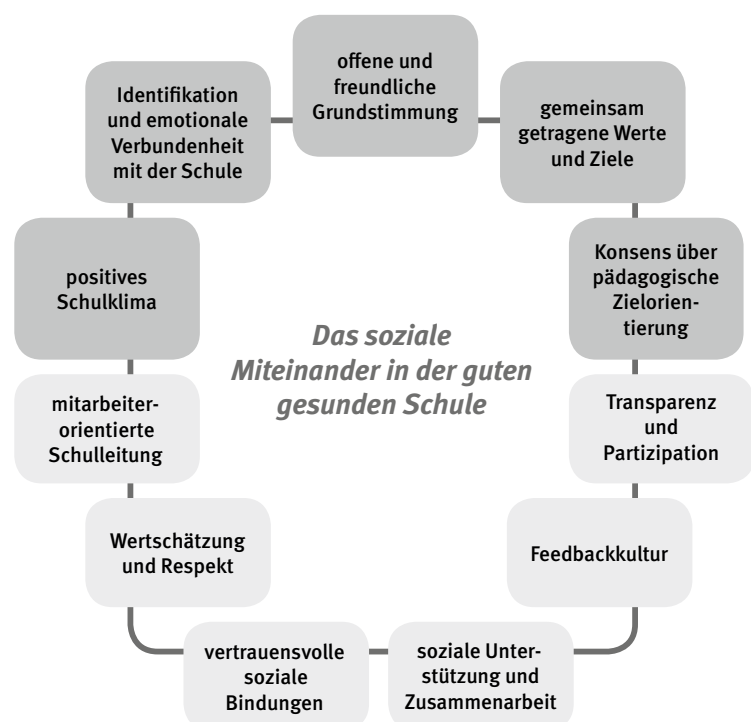 offene und
freundliche
Grundstimmung
gemeinsam
getragene Werte
und Ziele
Konsens über
pädagogische
Zielorien-
tierung
Transparenz
und
Partizipation
Feedbackkultur
soziale Unter-
stützung und
Zusammenarbeit
vertrauensvolle
soziale
Bindungen
Wertschätzung
und Respekt
mitarbeiter-
orientierte
Schulleitung
positives
Schulklima
Identifikation
und emotionale
Verbundenheit
mit der Schule
Das soziale
Miteinander in der guten
gesunden Schule